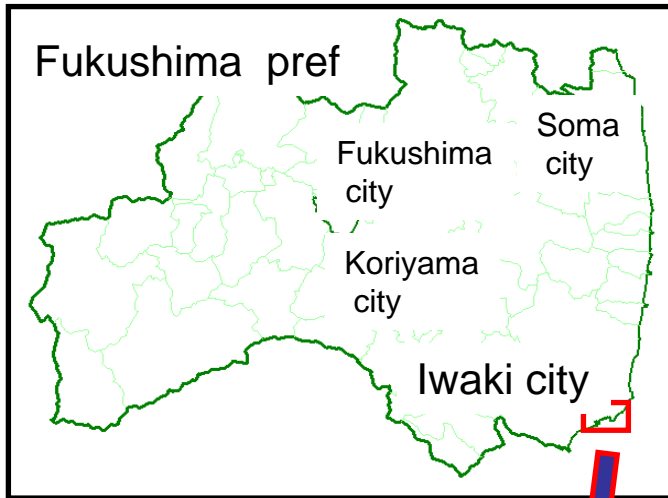 Fukushima pref
Soma
city
Fukushima
city
Koriyama
city
Iwaki city